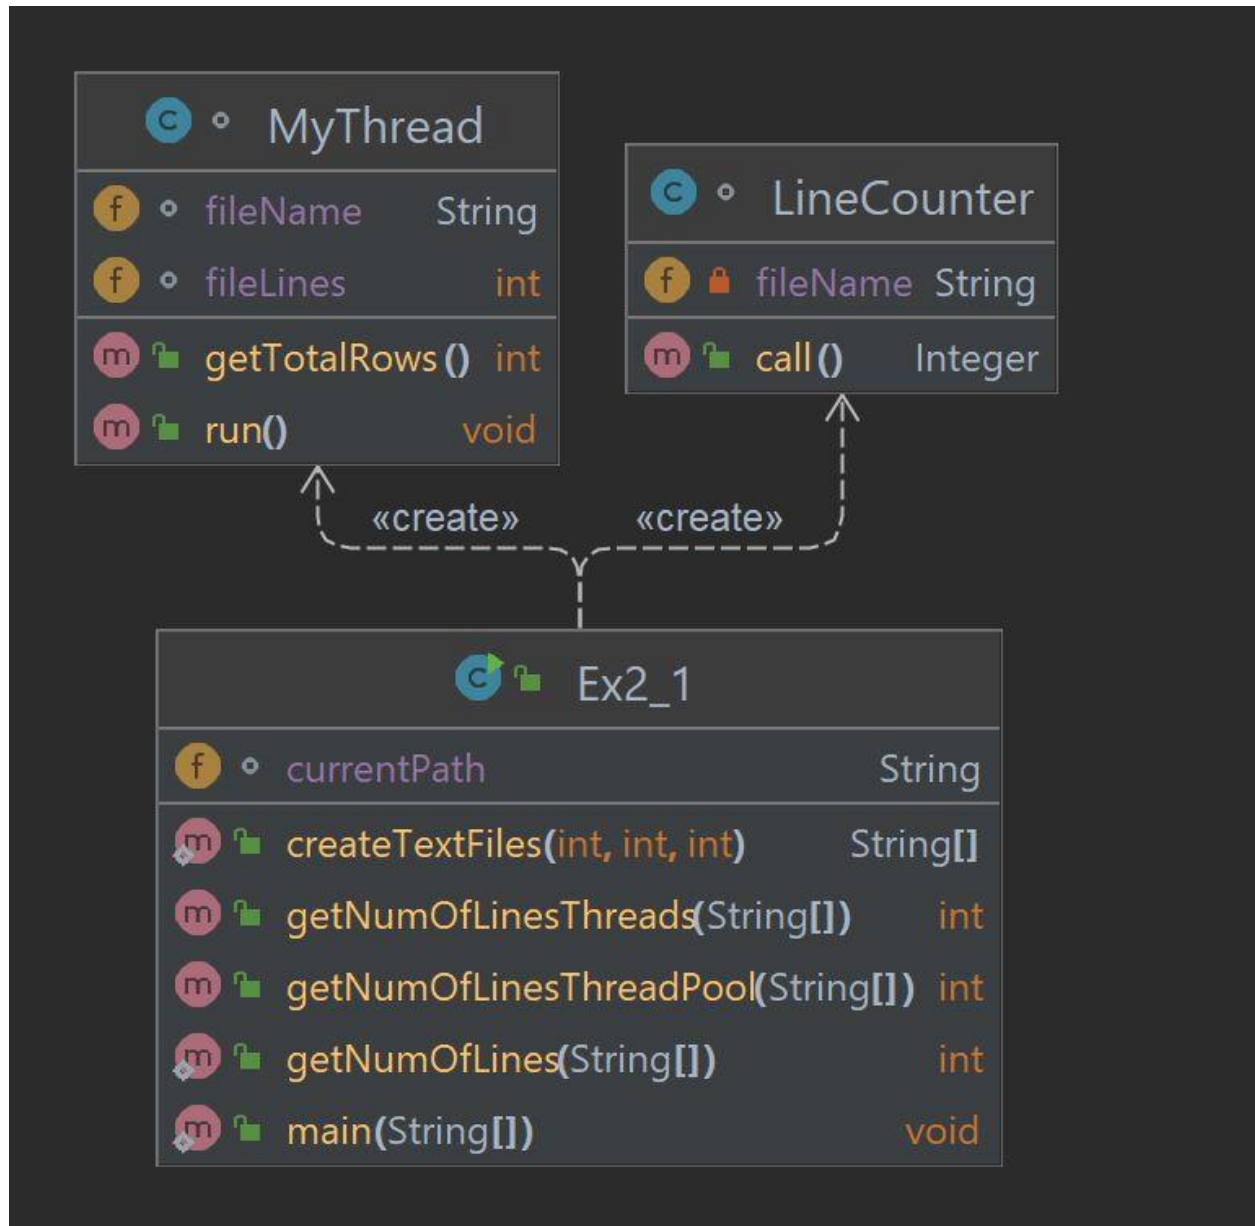 MyThread
fileName String
fileLines int
getTotalRows() int
run() void
LineCounter
fileName String
call() Integer
«create» «create»
Ex2_1
currentPath String
createTextFiles(int, int, int) String[]
getNumOfLinesThreads(String[]) int
getNumOfLinesThreadPool(String[]) int
getNumOfLines(String[]) int
main(String[]) void